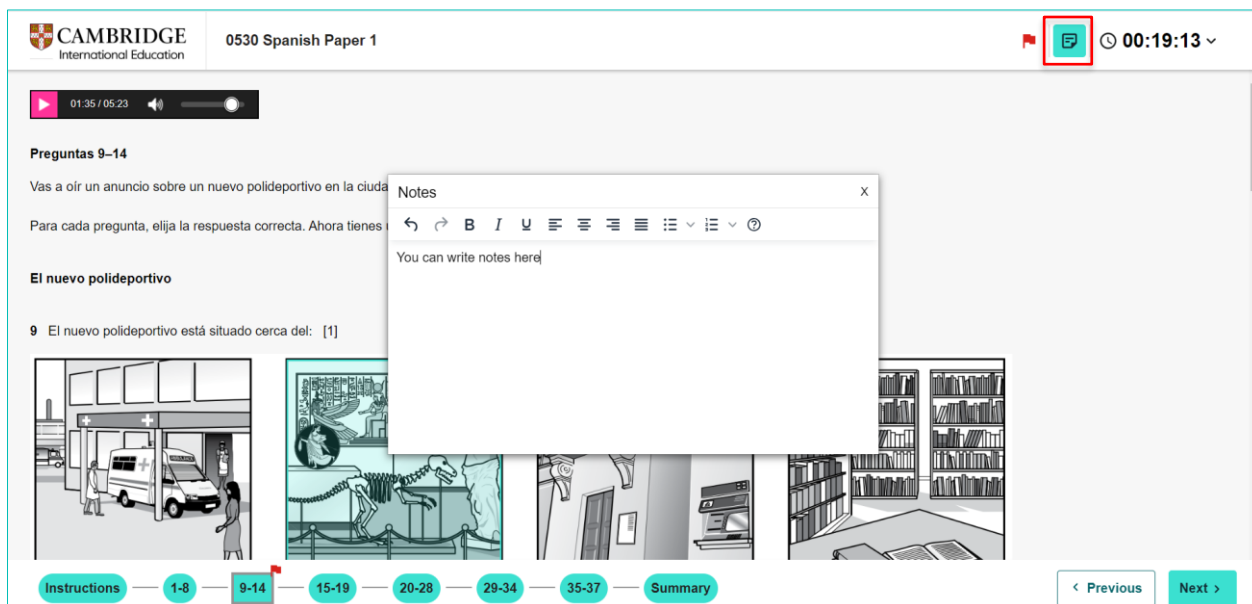 CAMBRIDGE
International Education
0530 Spanish Paper 1
00:19:13
01:35 / 05:23
Preguntas 9–14
Vas a oír un anuncio sobre un nuevo polideportivo en la ciuda
Para cada pregunta, elija la respuesta correcta. Ahora tienes
El nuevo polideportivo
9 El nuevo polideportivo está situado cerca del: [1]
Notes
X
B I U
You can write notes here
AMBULANCE
Instructions
1-8
9-14
15-19
20-28
29-34
35-37
Summary
< Previous
Next >